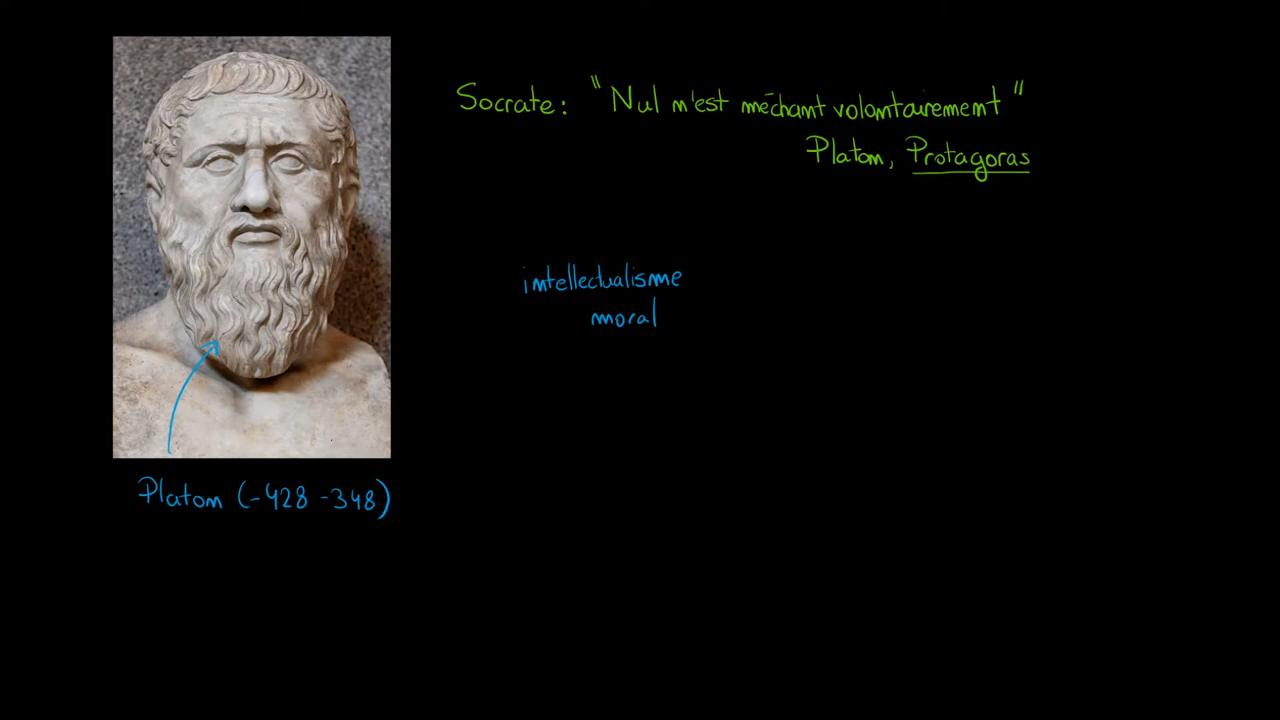 Socrate: "Nul n'est méchant volontairement"
Platon, Protagoras
intellectualisme
moral
Platon (-428 -348)